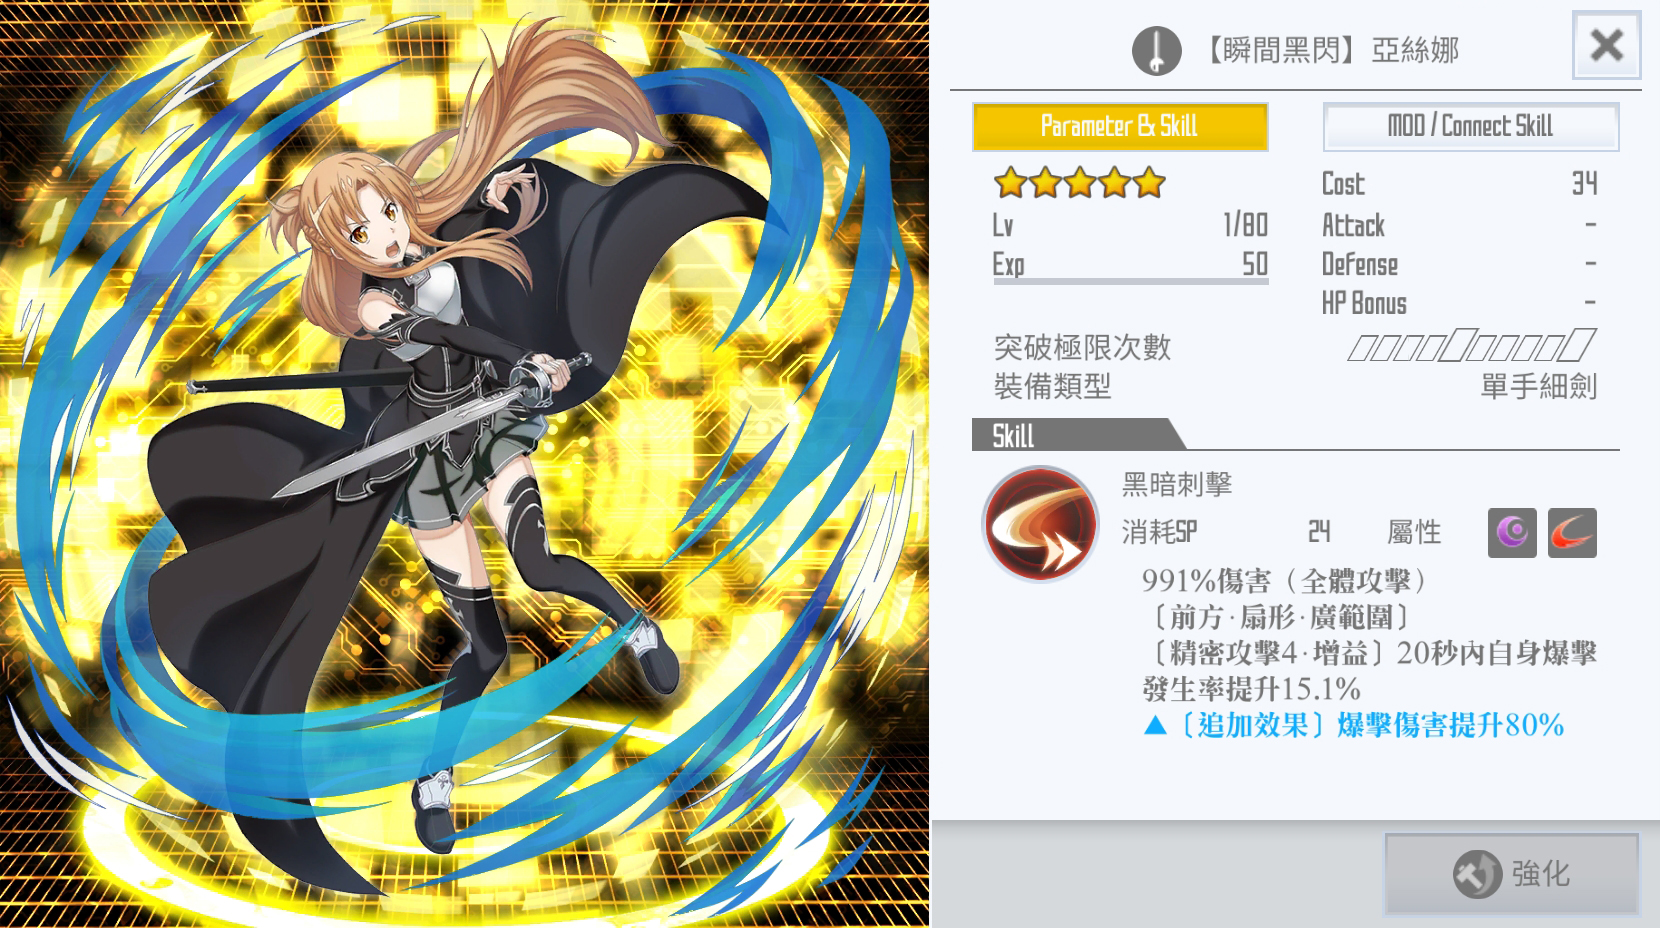 【瞬間黑閃】亞絲娜
Parameter & Skill
MOD / Connect Skill
Lv 1/80
Exp 50
Cost 34
Attack -
Defense -
HP Bonus -
突破極限次數
裝備類型 單手細劍
Skill
黑暗刺擊
消耗SP 24 屬性
991%傷害（全體攻擊）
〔前方·扇形·廣範圍〕
〔精密攻擊4·增益〕20秒內自身爆擊
發生率提升15.1%
▲〔追加效果〕爆擊傷害提升80%
強化